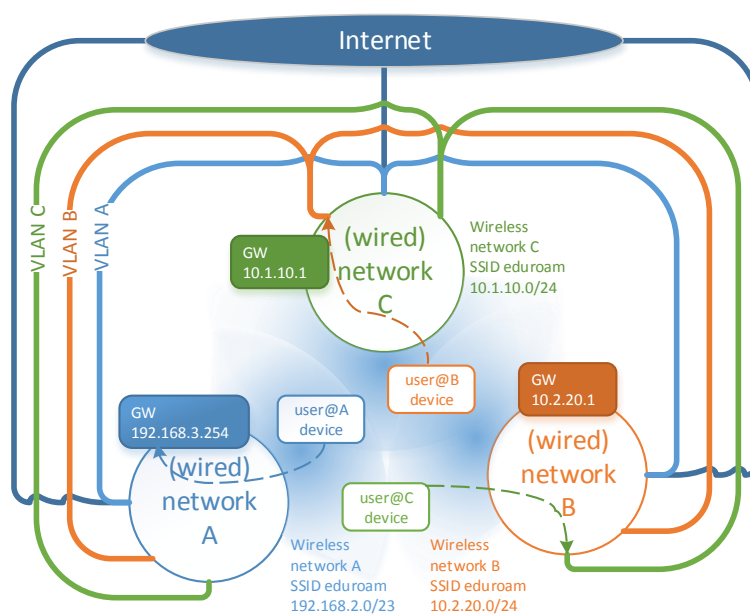 Internet
VLAN C
VLAN B
VLAN A
GW
10.1.10.1
(wired)
network
C
Wireless
network C
SSID eduroam
10.1.10.0/24
user@B
device
GW
10.2.20.1
GW
192.168.3.254
user@A
device
(wired)
network
A
(wired)
network
B
user@C
device
Wireless
network A
SSID eduroam
192.168.2.0/23
Wireless
network B
SSID eduroam
10.2.20.0/24